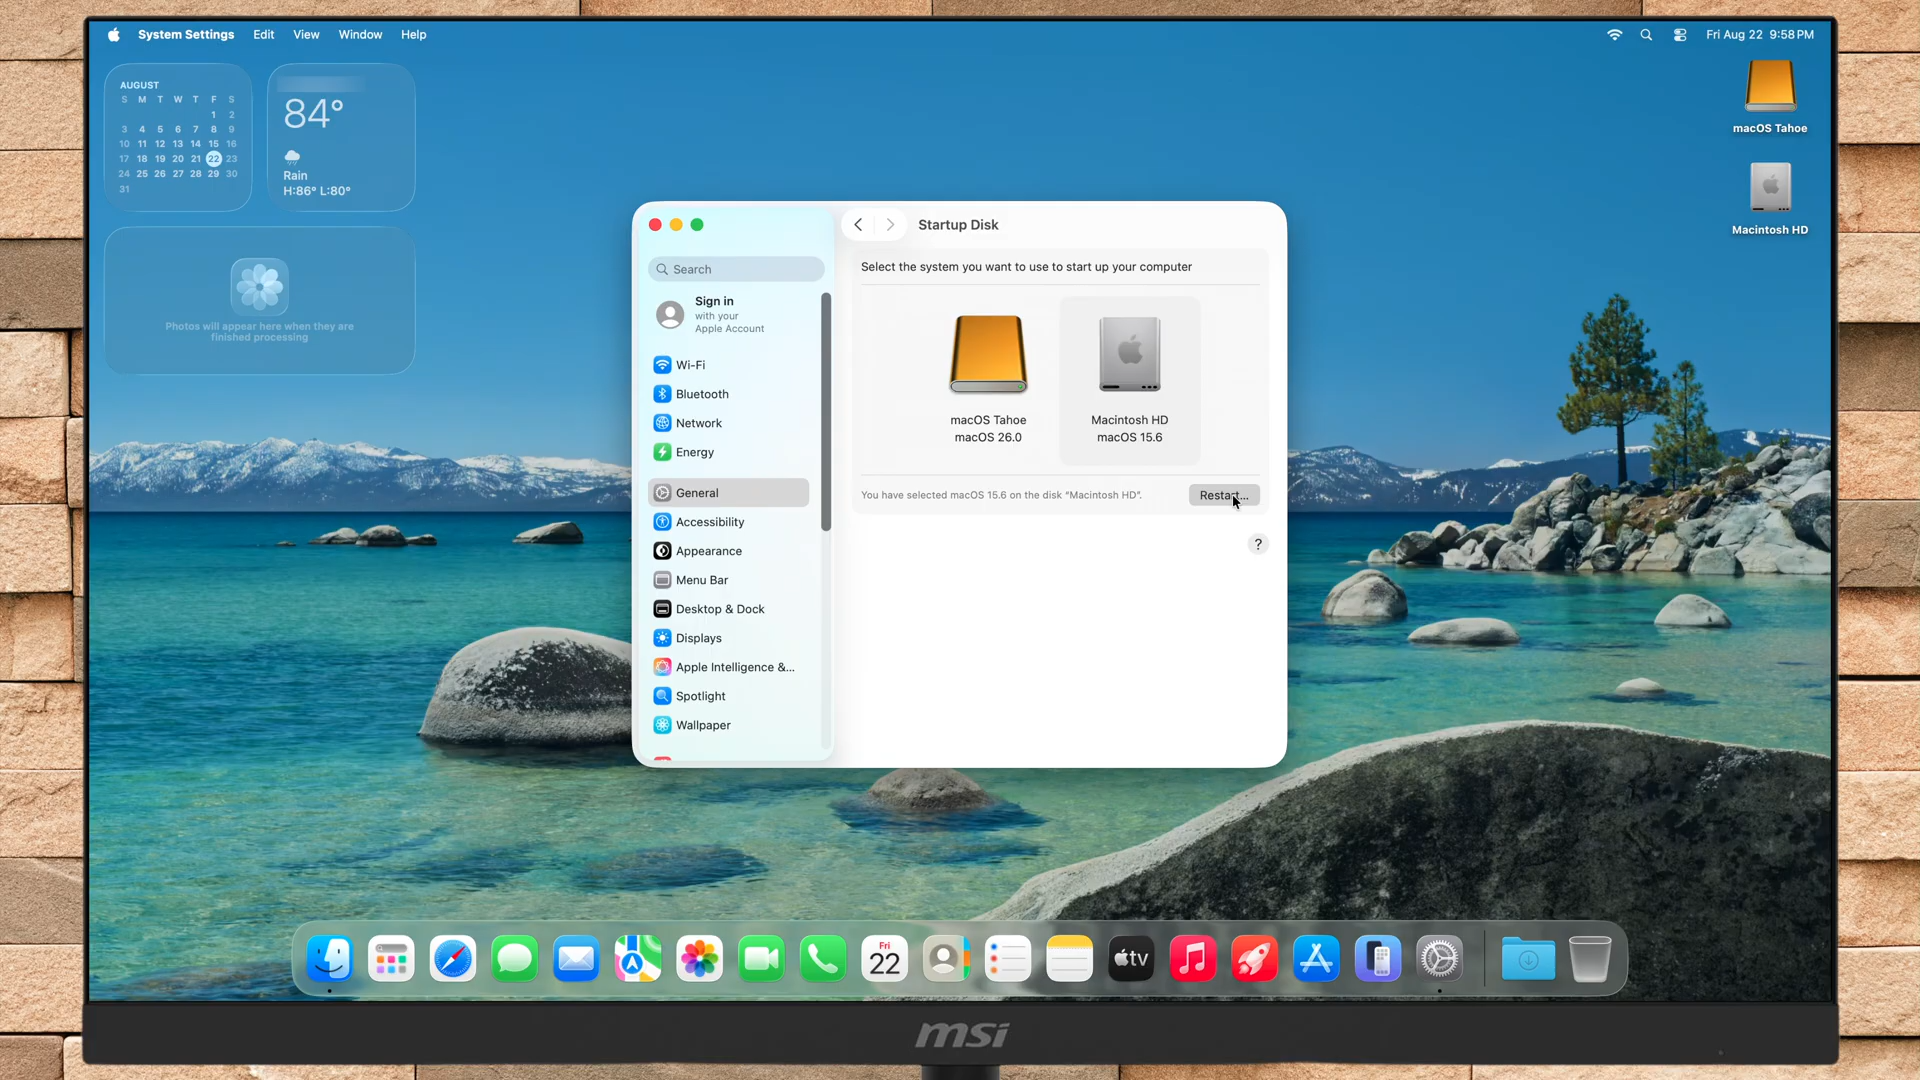 System Settings Edit View Window Help
Fri Aug 22 9:58 PM
AUGUST
S M T W T F S
1 2
3 4 5 6 7 8 9
10 11 12 13 14 15 16
17 18 19 20 21 22 23
24 25 26 27 28 29 30
31
84°
Rain
H:86° L:80°
Photos will appear here when they are
finished processing
macOS Tahoe
Macintosh HD
Search
Sign in
with your
Apple Account
Wi-Fi
Bluetooth
Network
Energy
General
Accessibility
Appearance
Menu Bar
Desktop & Dock
Displays
Apple Intelligence &...
Spotlight
Wallpaper
Startup Disk
Select the system you want to use to start up your computer
macOS Tahoe
macOS 26.0
Macintosh HD
macOS 15.6
You have selected macOS 15.6 on the disk “Macintosh HD”.
Restart...
?
Fri
22
tv
msi